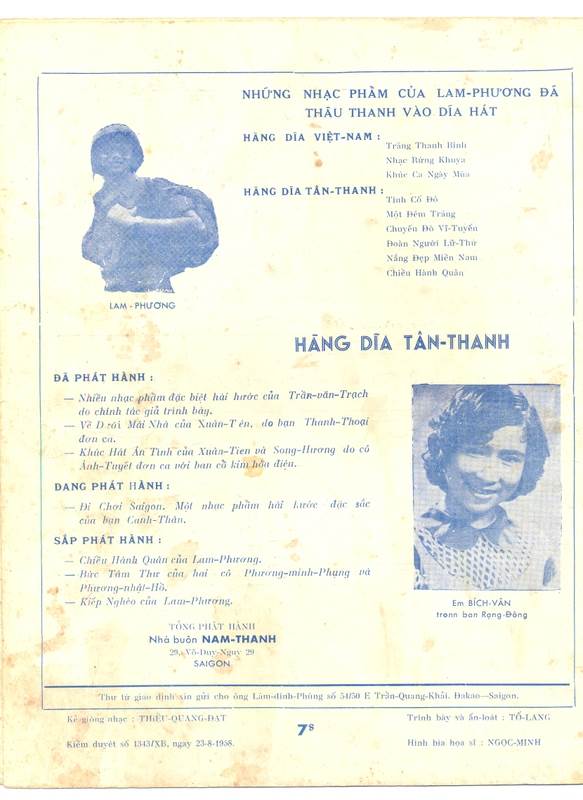 NHỮNG NHẠC PHẨM CỦA LAM-PHƯƠNG ĐÃ
THÂU THANH VÀO DĨA HÁT
HÃNG DĨA VIỆT-NAM :
Trăng Thanh Bình
Nhạc Rừng Khuya
Khúc Ca Ngày Mùa
HÃNG DĨA TÂN-THANH :
Tình Cố Đô
Một Đêm Trăng
Chuyến Đò Vĩ-Tuyến
Đoàn Người Lữ-Thứ
Nắng Đẹp Miền Nam
Chiều Hành Quân
LAM - PHƯƠNG
HÃNG DĨA TÂN-THANH
ĐÃ PHÁT HÀNH :
— Nhiều nhạc phẩm đặc biệt hài hước của Trần-văn-Trạch
do chính tác giả trình bày.
— Về Dưới Mái Nhà của Xuân-Tiên, do bạn Thanh-Thoại
đơn ca.
— Khúc Hát Ân Tình của Xuân-Tiên và Song-Hương do cô
Ánh-Tuyết đơn ca với ban cổ kim hòa điệu.
ĐANG PHÁT HÀNH :
— Đi Chơi Saigon. Một nhạc phẩm hài hước đặc sắc
của bạn Canh-Thân.
SẮP PHÁT HÀNH :
— Chiều Hành Quân của Lam-Phương.
— Bức Tâm Thư của hai cô Phương-minh-Phụng và
Phương-nhật-Hồ.
— Kiếp Nghèo của Lam-Phương.
Em BÍCH-VÂN
tronn ban Rạng-Đông
TỔNG PHÁT HÀNH
Nhà buôn NAM-THANH
29, Võ-Duy-Nguy 29
SAIGON
Thư từ giao dịch xin gửi cho ông Lâm-đình-Phùng số 54/50 E Trần-Quang-Khải. Đakao—Saigon.
Kẻ giòng nhạc : THIỆU-QUANG-ĐẠT
Trình bày và ấn-loát : TÔ-LANG
7$
Kiểm duyệt số 1343/XB, ngày 23-8-1958.
Hình bìa họa sĩ : NGỌC-MINH